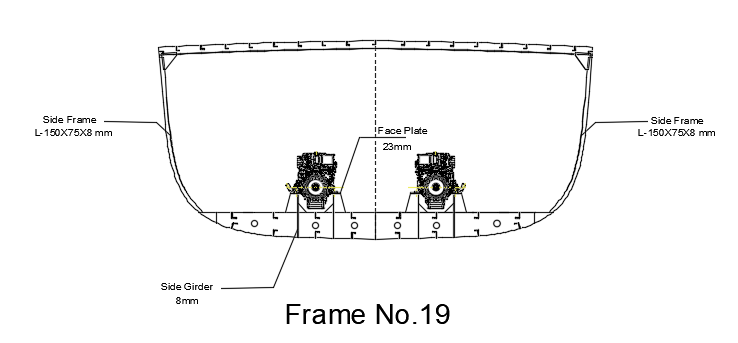 Side Frame
L-150X75X8 mm
Face Plate
23mm
Side Frame
L-150X75X8 mm
Side Girder
8mm
Frame No.19